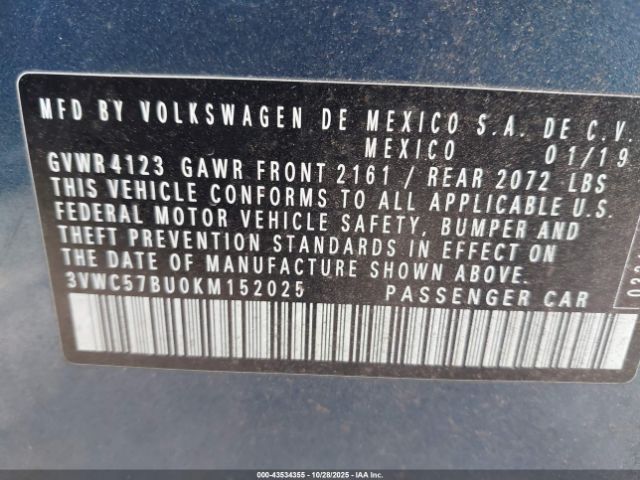 MFD BY VOLKSWAGEN DE MEXICO S.A. DE C.V.
MEXICO 01/19
GVWR 4123 GAWR FRONT 2161 / REAR 2072 LBS
THIS VEHICLE CONFORMS TO ALL APPLICABLE U.S.
FEDERAL MOTOR VEHICLE SAFETY, BUMPER AND
THEFT PREVENTION STANDARDS IN EFFECT ON
THE DATE OF MANUFACTURE SHOWN ABOVE.
3VWC57BU0KM152025 PASSENGER CAR
000-43534355 | 10/28/2025 | IAA, Inc. - Copyright